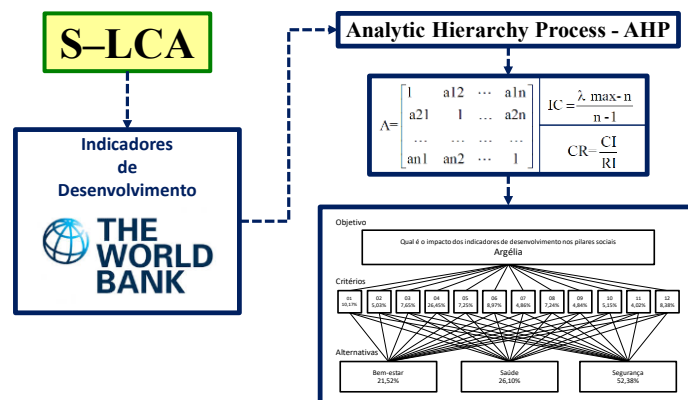 S–LCA
Indicadores
de
Desenvolvimento
THE
WORLD
BANK
Analytic Hierarchy Process - AHP
A= 1 a12 ... a1n
a21 1 ... a2n
... ... ... ...
an1 an2 ... 1
IC = λ max- n
n - 1
CR= CI
RI
Objetivo
Qual é o impacto dos indicadores de desenvolvimento nos pilares sociais
Argélia
Critérios
01 02 03 04 05 06 07 08 09 10 11 12
10,17% 5,03% 7,65% 26,45% 7,25% 8,97% 4,86% 7,24% 4,84% 5,15% 4,02% 8,38%
Alternativas
Bem-estar Saúde Segurança
21,52% 26,10% 52,38%